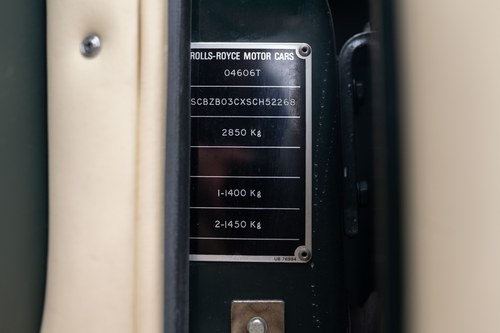 ROLLS-ROYCE MOTOR CARS
04606T
SCBZB03CXSCH52268
2850 Kg
1-1400 Kg
2-1450 Kg